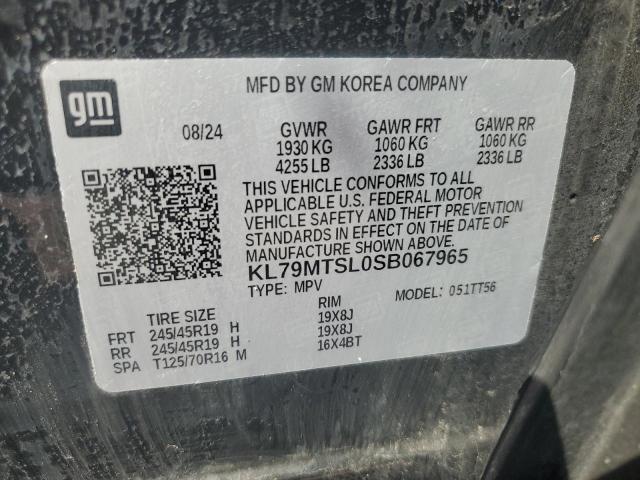 gm
MFD BY GM KOREA COMPANY
08/24 GVWR GAWR FRT GAWR RR
1930 KG 1060 KG 1060 KG
4255 LB 2336 LB 2336 LB
THIS VEHICLE CONFORMS TO ALL
APPLICABLE U.S. FEDERAL MOTOR
VEHICLE SAFETY AND THEFT PREVENTION
STANDARDS IN EFFECT ON THE DATE OF
MANUFACTURE SHOWN ABOVE.
KL79MTSL0SB067965
TYPE: MPV MODEL: 051TT56
TIRE SIZE RIM
FRT 245/45R19 H 19X8J
RR 245/45R19 H 19X8J
SPA T125/70R16 M 16X4BT